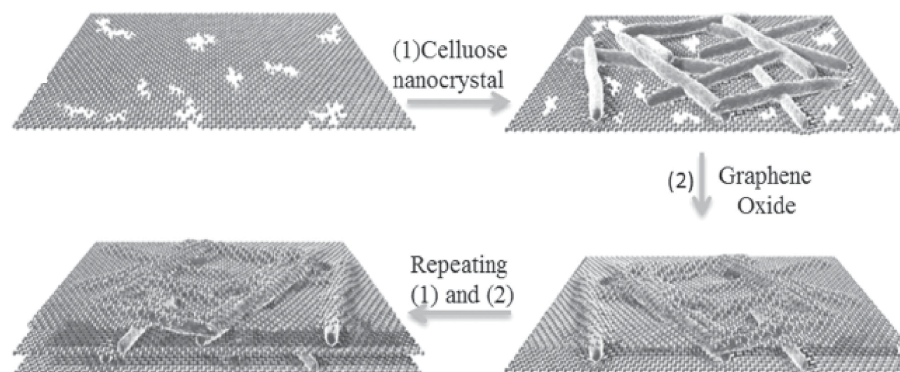 (1)Celluose
nanocrystal
(2)
Graphene
Oxide
Repeating
(1) and (2)